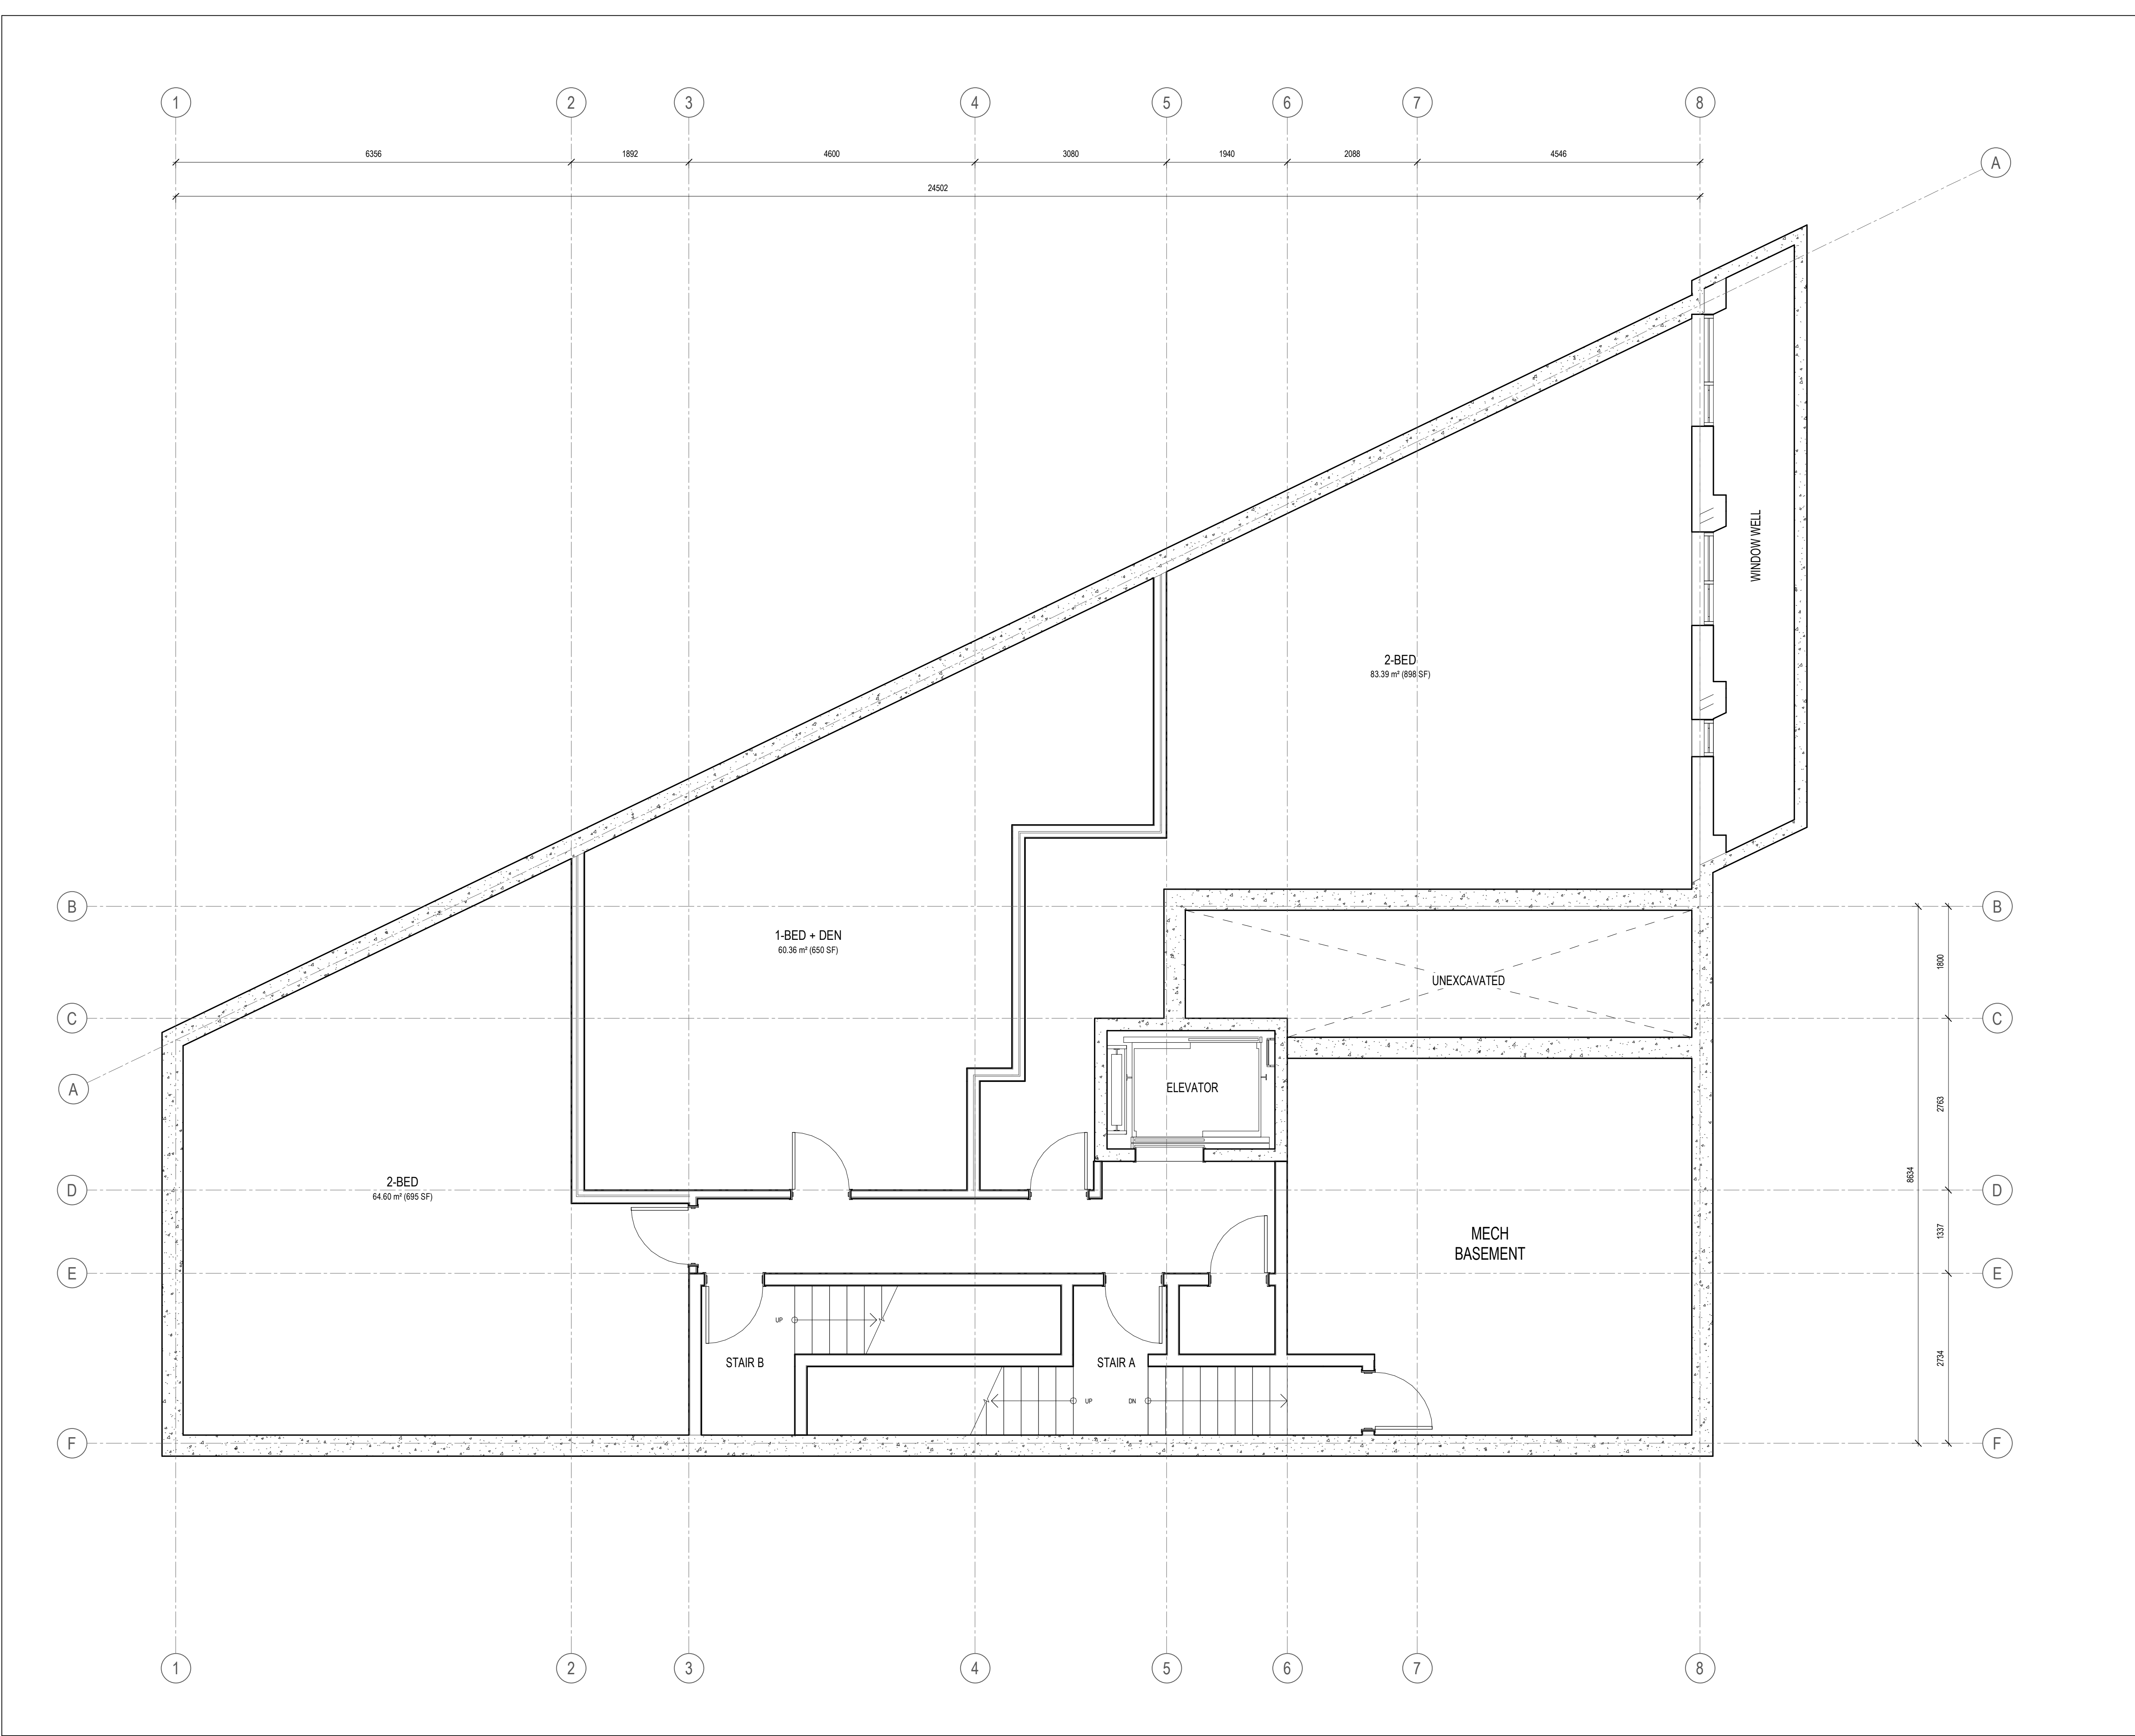 1 2 3 4 5 6 7 8
6356 1892 4600 3080 1940 2088 4546
A
24502
WINDOW WELL
2-BED
83.39 m² (898 SF)
B B
1-BED + DEN
60.36 m² (650 SF)
1800
UNEXCAVATED
C C
A
ELEVATOR
2763
8634
2-BED
64.60 m² (695 SF)
D D
MECH
BASEMENT
1337
E E
UP
STAIR B STAIR A
2734
UP DN
F F
1 2 3 4 5 6 7 8